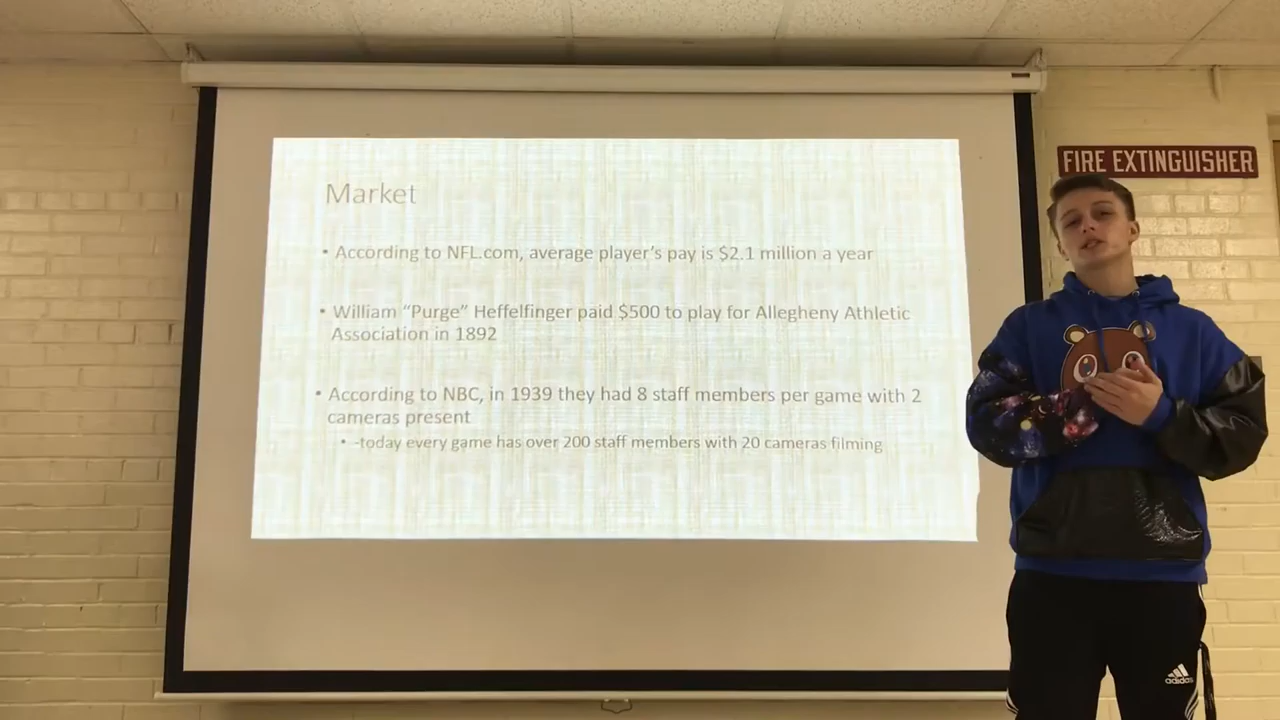 FIRE EXTINGUISHER
Market
• According to NFL.com, average player's pay is $2.1 million a year
• William “Purge” Heffelfinger paid $500 to play for Allegheny Athletic
Association in 1892
• According to NBC, in 1939 they had 8 staff members per game with 2
cameras present
• -today every game has over 200 staff members with 20 cameras filming
adidas